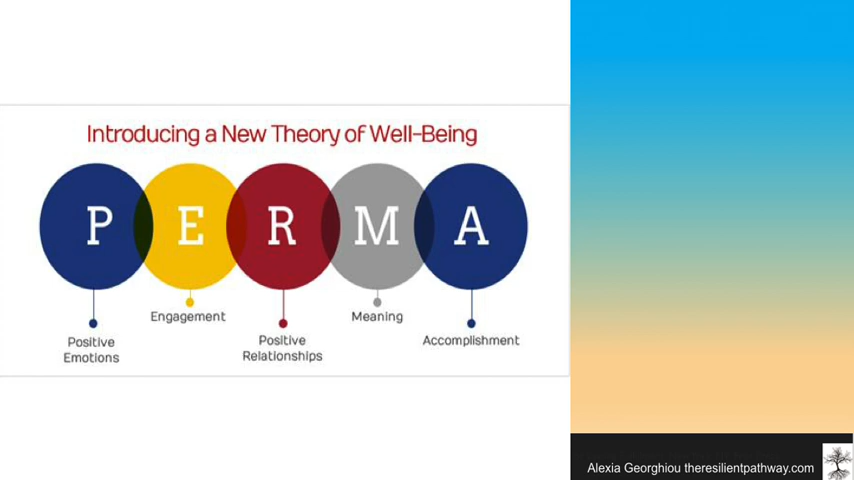 Introducing a New Theory of Well-Being
P E R M A
Engagement
Meaning
Positive
Emotions
Positive
Relationships
Accomplishment
Alexia Georghiou theresilientpathway.com